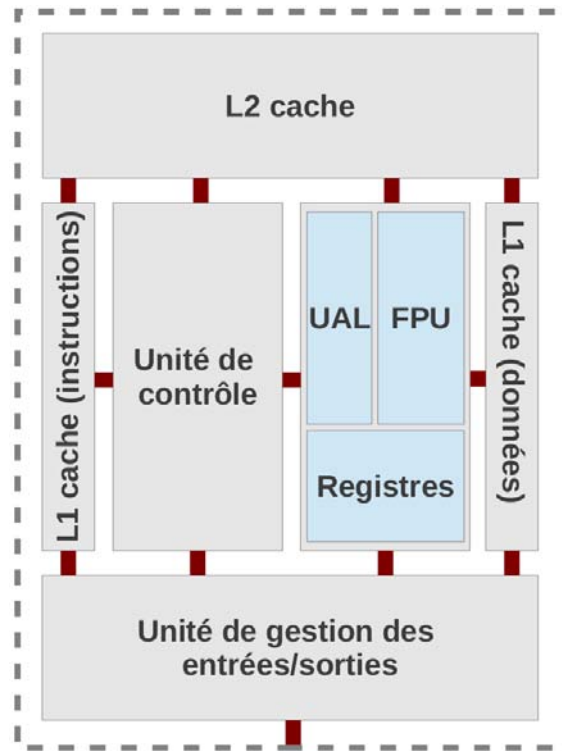 L2 cache
L1 cache (instructions)
Unité de
contrôle
UAL
FPU
Registres
L1 cache (données)
Unité de gestion des
entrées/sorties